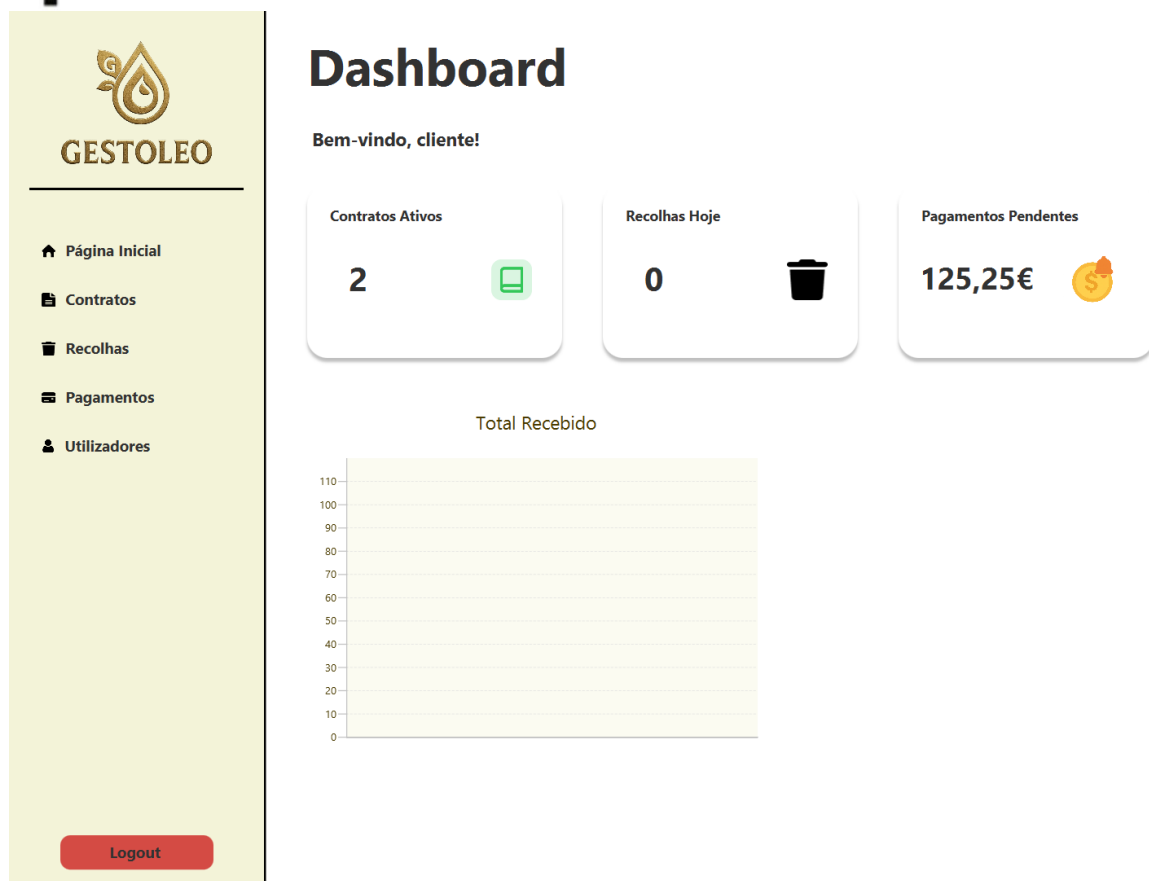 G
GESTOLEO
Página Inicial
Contratos
Recolhas
Pagamentos
Utilizadores
Logout
Dashboard
Bem-vindo, cliente!
Contratos Ativos
2
Recolhas Hoje
0
Pagamentos Pendentes
125,25€
$
Total Recebido
110
100
90
80
70
60
50
40
30
20
10
0